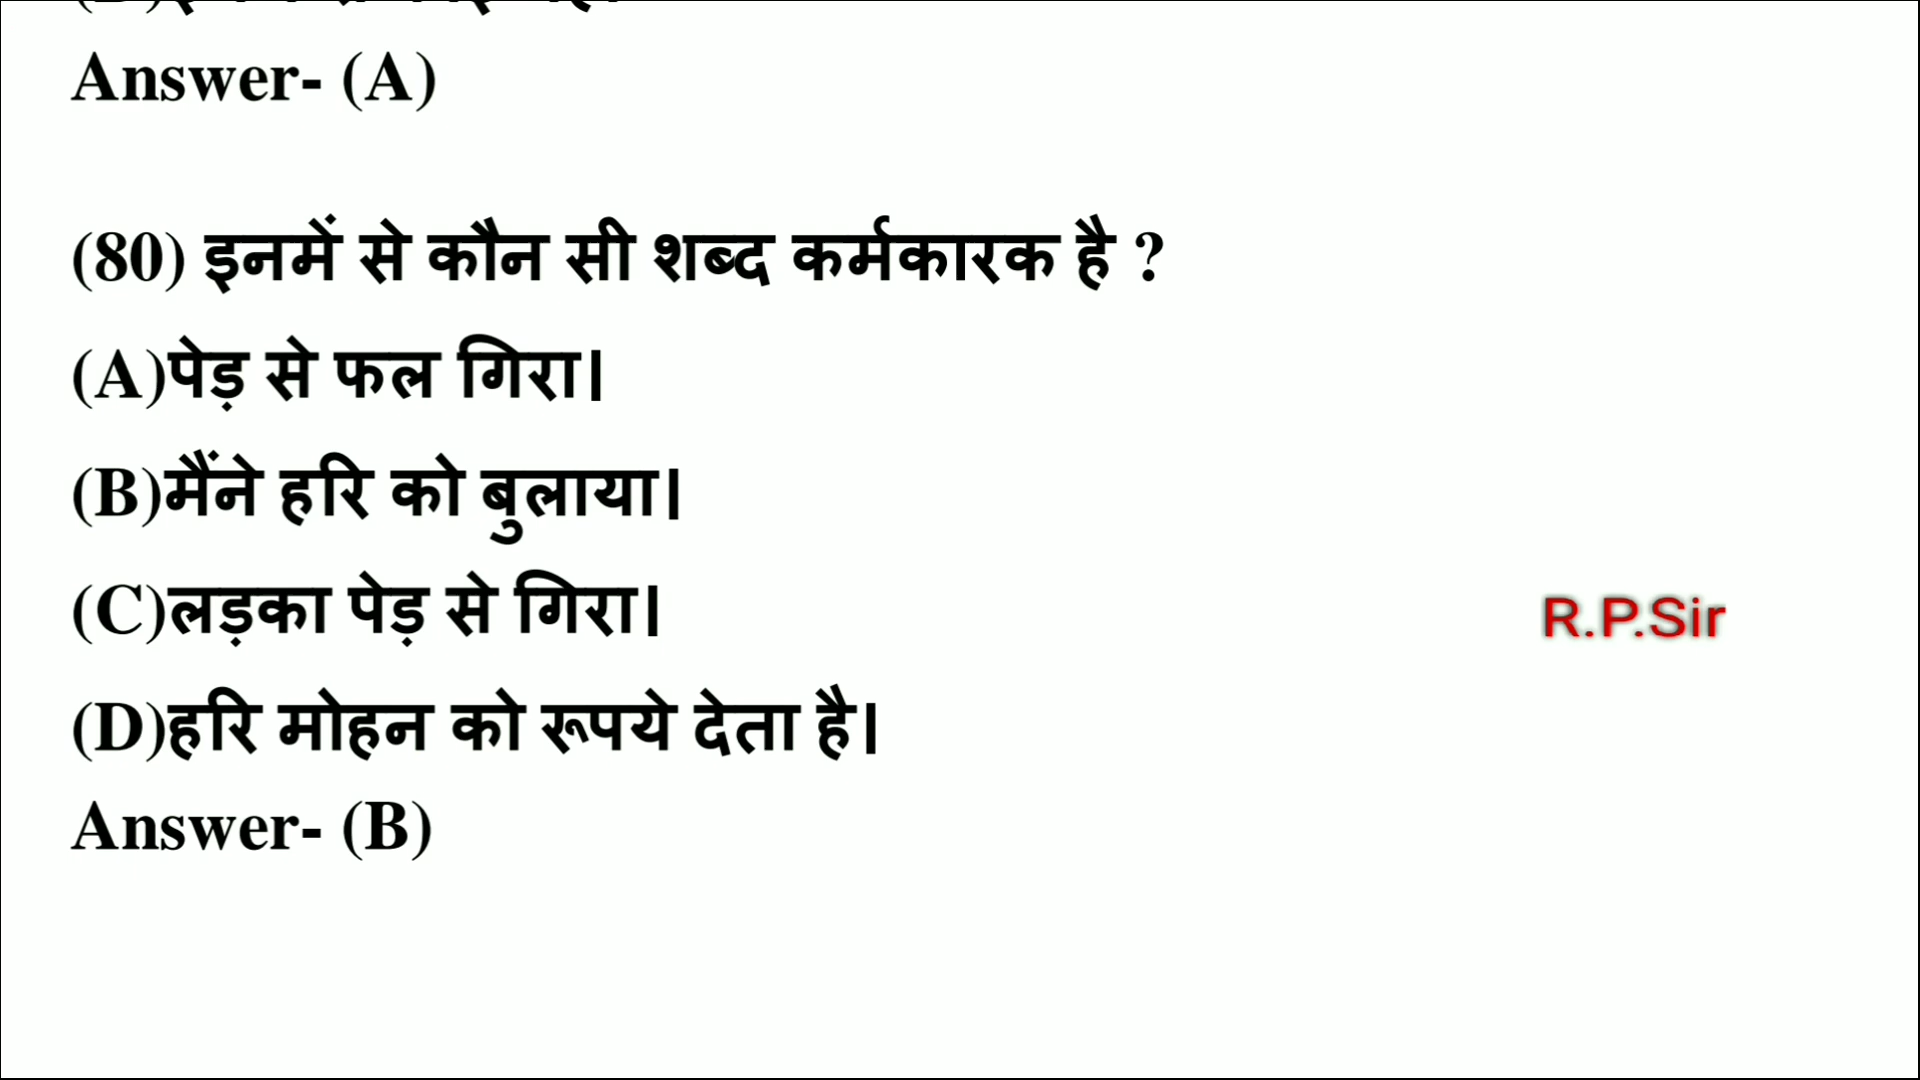 Answer- (A)
(80) इनमें से कौन सी शब्द कर्मकारक है ?
(A)पेड़ से फल गिरा।
(B)मैंने हरि को बुलाया।
(C)लड़का पेड़ से गिरा।
R.P.Sir
(D)हरि मोहन को रूपये देता है।
Answer- (B)